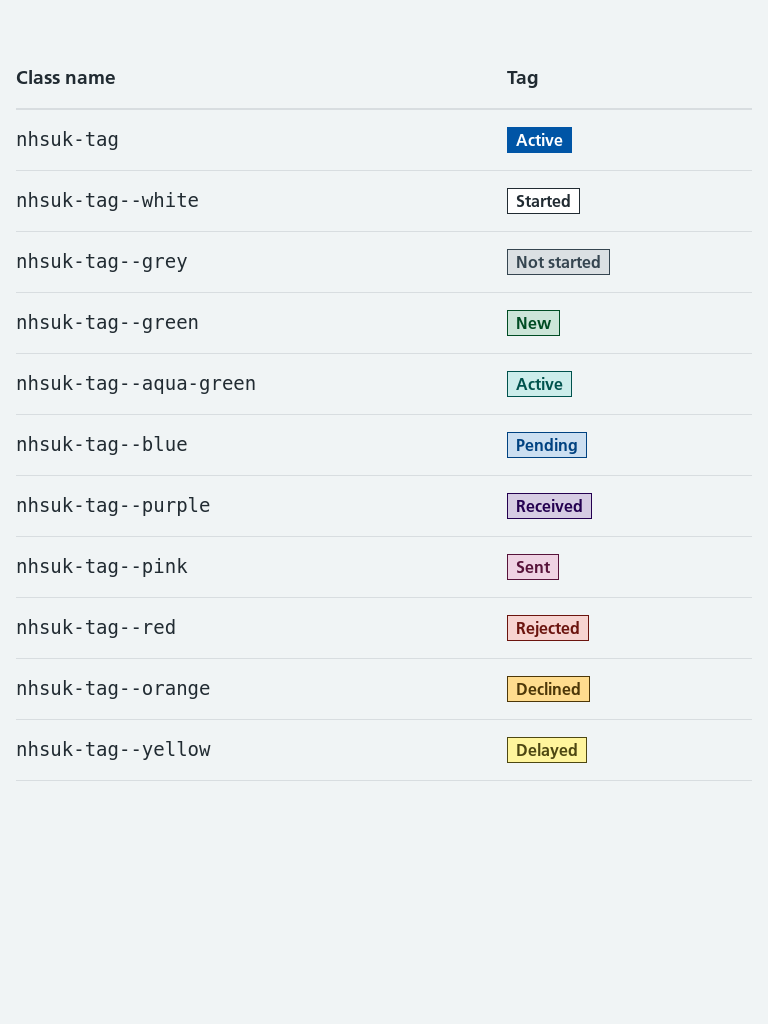 Class name Tag
nhsuk-tag Active
nhsuk-tag--white Started
nhsuk-tag--grey Not started
nhsuk-tag--green New
nhsuk-tag--aqua-green Active
nhsuk-tag--blue Pending
nhsuk-tag--purple Received
nhsuk-tag--pink Sent
nhsuk-tag--red Rejected
nhsuk-tag--orange Declined
nhsuk-tag--yellow Delayed